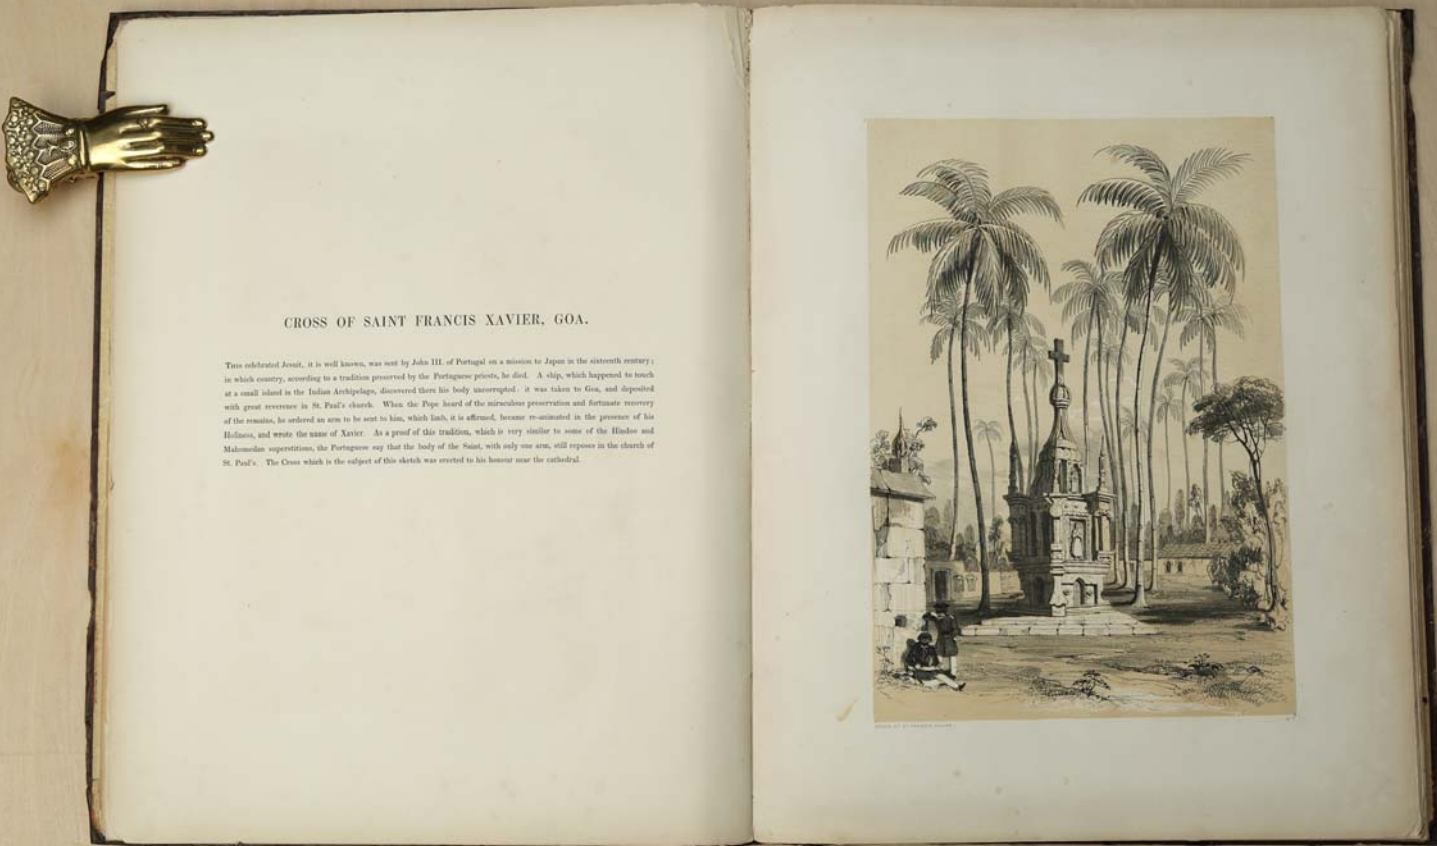 CROSS OF SAINT FRANCIS XAVIER, GOA.
THIS celebrated Jesuit, it is well known, was sent by John III. of Portugal on a mission to Japan in the sixteenth century;
in which country, according to a tradition preserved by the Portuguese priests, he died. A ship, which happened to touch
at a small island in the Indian Archipelago, discovered there his body uncorrupted: it was taken to Goa, and deposited
with great reverence in St. Paul's church. When the Pope heard of the miraculous preservation and fortunate recovery
of the remains, he ordered an arm to be sent to him, which limb, it is affirmed, became re-animated in the presence of his
Holiness, and wrote the name of Xavier. As a proof of this tradition, which is very similar to some of the Hindoo and
Mahomedan superstitions, the Portuguese say that the body of the Saint, with only one arm, still reposes in the church of
St. Paul's. The Cross which is the subject of this sketch was erected to his honour near the cathedral.